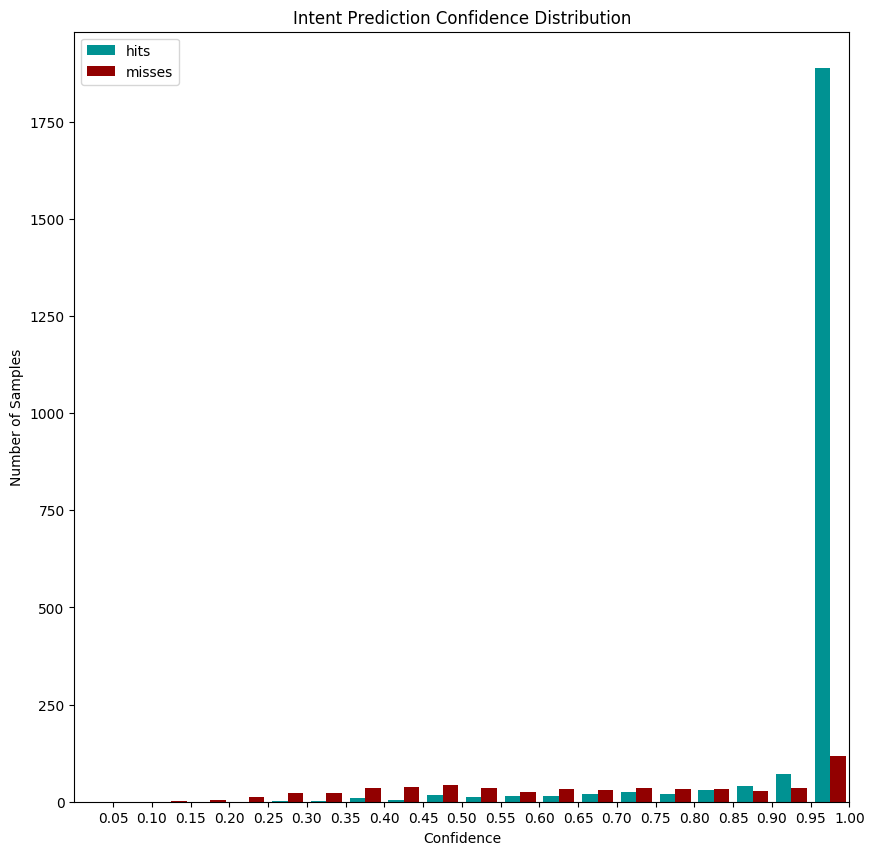 Intent Prediction Confidence Distribution
hits
misses
1750
1500
1250
1000
750
500
250
0
Number of Samples
0.05 0.10 0.15 0.20 0.25 0.30 0.35 0.40 0.45 0.50 0.55 0.60 0.65 0.70 0.75 0.80 0.85 0.90 0.95 1.00
Confidence